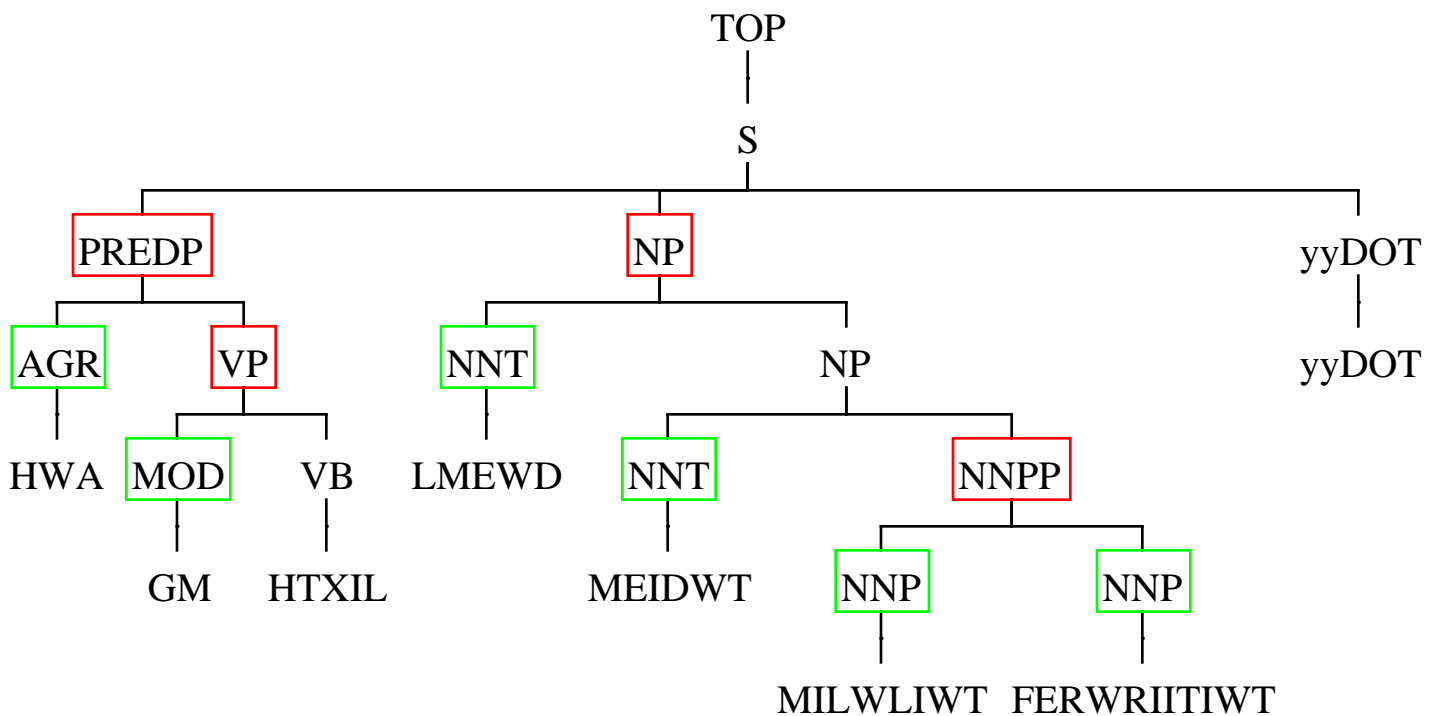 TOP
S
PREDP NP yyDOT
AGR VP NNT NP yyDOT
HWA MOD VB LMEWD NNT NNPP
GM HTXIL MEIDWT NNP NNP
MILWLIWT FERWRIITIWT